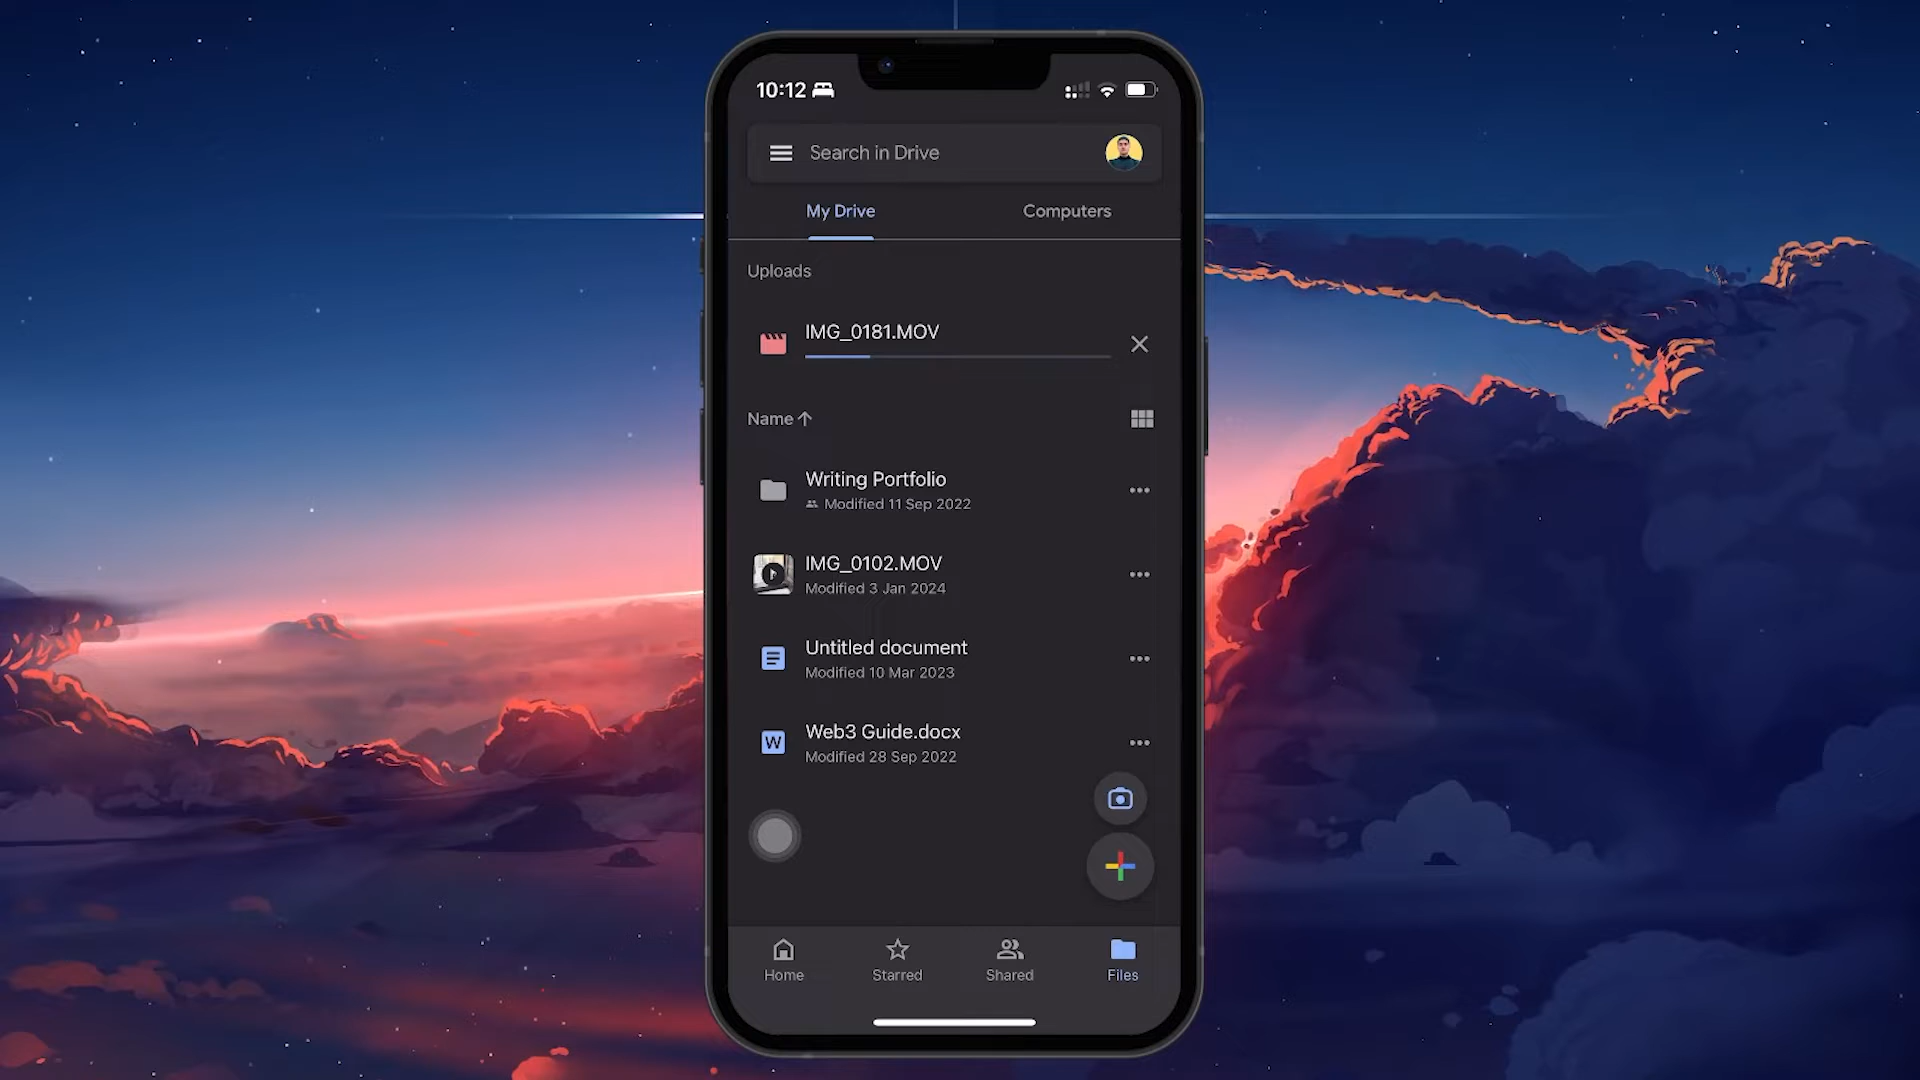 10:12
Search in Drive
My Drive
Computers
Uploads
IMG_0181.MOV
Name
Writing Portfolio
Modified 11 Sep 2022
IMG_0102.MOV
Modified 3 Jan 2024
Untitled document
Modified 10 Mar 2023
W
Web3 Guide.docx
Modified 28 Sep 2022
Home
Starred
Shared
Files